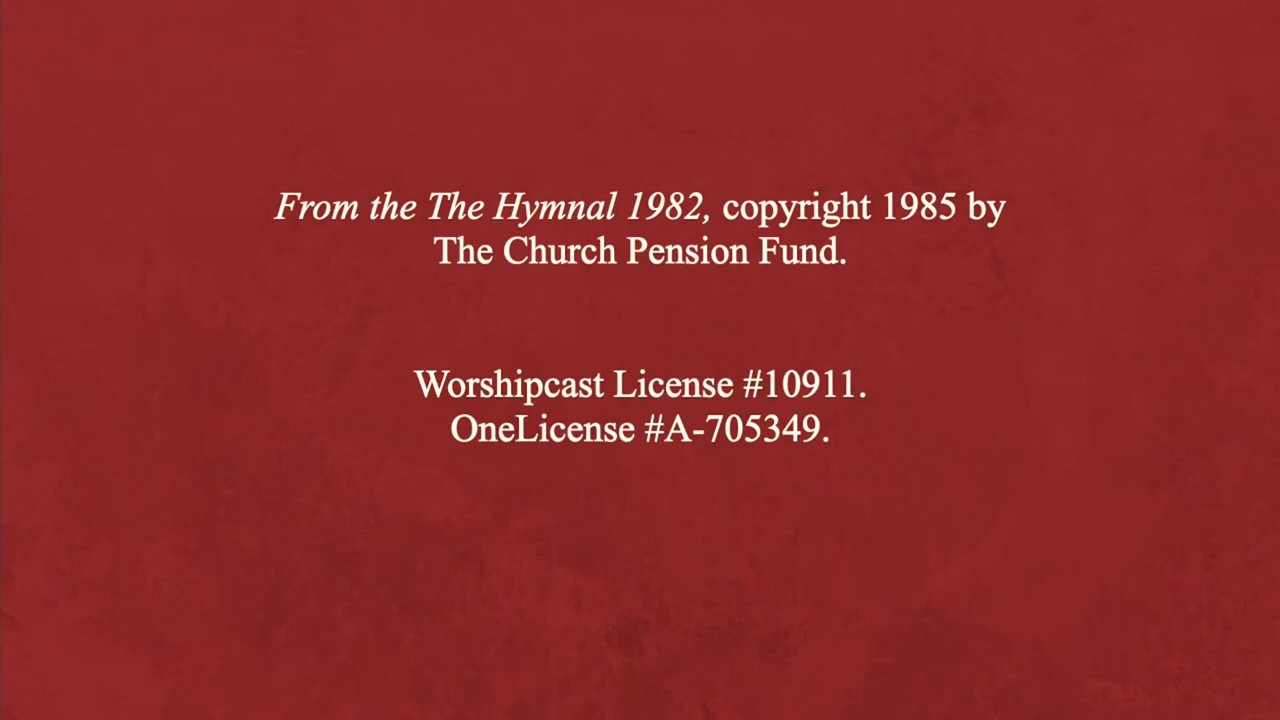 From the The Hymnal 1982, copyright 1985 by
The Church Pension Fund.
Worshipcast License #10911.
OneLicense #A-705349.